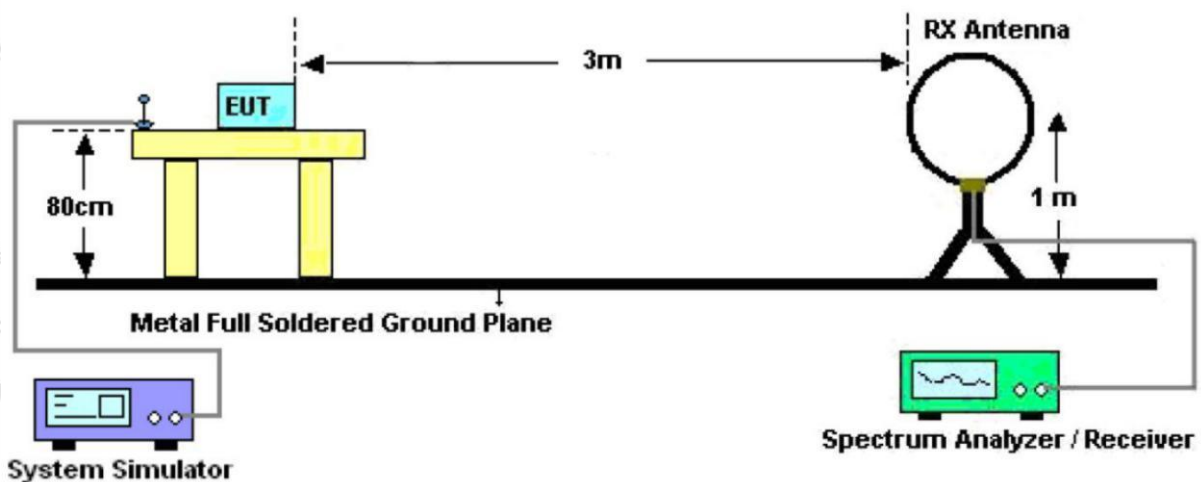 RX Antenna
3m
EUT
80cm
1 m
Metal Full Soldered Ground Plane
System Simulator
Spectrum Analyzer / Receiver